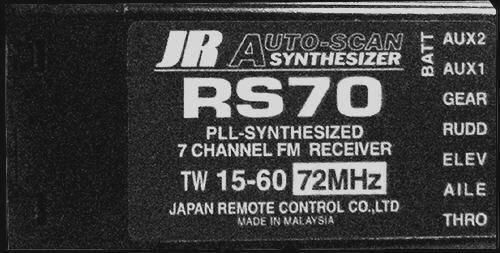 JR AUTO-SCAN
SYNTHESIZER
RS70
PLL-SYNTHESIZED
7 CHANNEL FM RECEIVER
TW 15-60 72MHz
JAPAN REMOTE CONTROL CO.,LTD
MADE IN MALAYSIA
BATT
AUX2
AUX1
GEAR
RUDD
ELEV
AILE
THRO